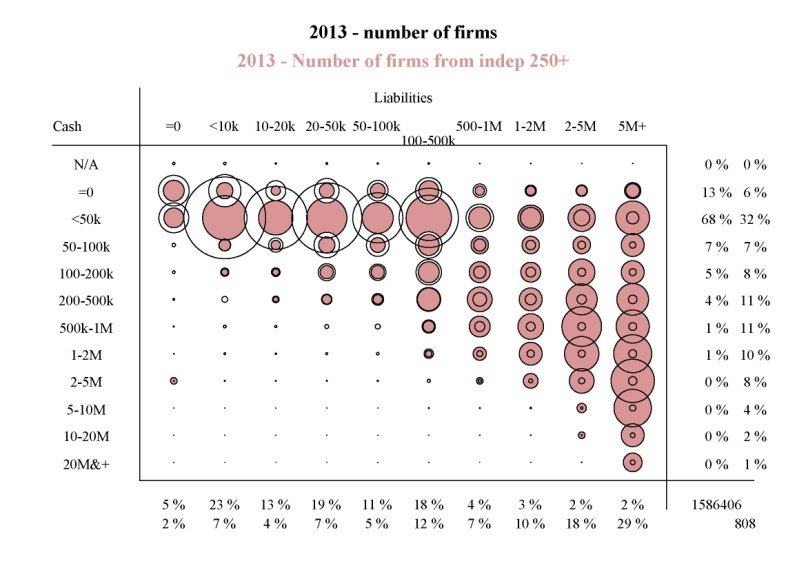 2013 - number of firms
2013 - Number of firms from indep 250+
Liabilities
Cash =0 <10k 10-20k 20-50k 50-100k 100-500k 500-1M 1-2M 2-5M 5M+
N/A 0 % 0 %
=0 13 % 6 %
<50k 68 % 32 %
50-100k 7 % 7 %
100-200k 5 % 8 %
200-500k 4 % 11 %
500k-1M 1 % 11 %
1-2M 1 % 10 %
2-5M 0 % 8 %
5-10M 0 % 4 %
10-20M 0 % 2 %
20M&+ 0 % 1 %
5 % 23 % 13 % 19 % 11 % 18 % 4 % 3 % 2 % 2 % 1586406
2 % 7 % 4 % 7 % 5 % 12 % 7 % 10 % 18 % 29 % 808